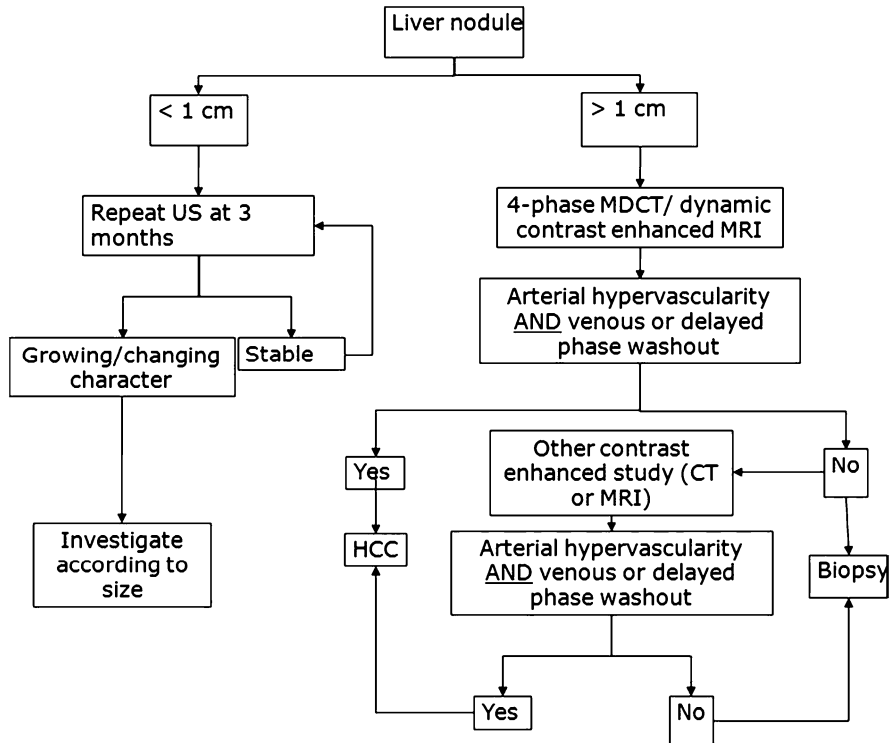 Liver nodule
< 1 cm
> 1 cm
Repeat US at 3
months
4-phase MDCT/ dynamic
contrast enhanced MRI
Arterial hypervascularity
AND venous or delayed
phase washout
Growing/changing
character
Stable
Investigate
according to
size
Yes
No
Other contrast
enhanced study (CT
or MRI)
HCC
Arterial hypervascularity
AND venous or delayed
phase washout
Biopsy
Yes
No